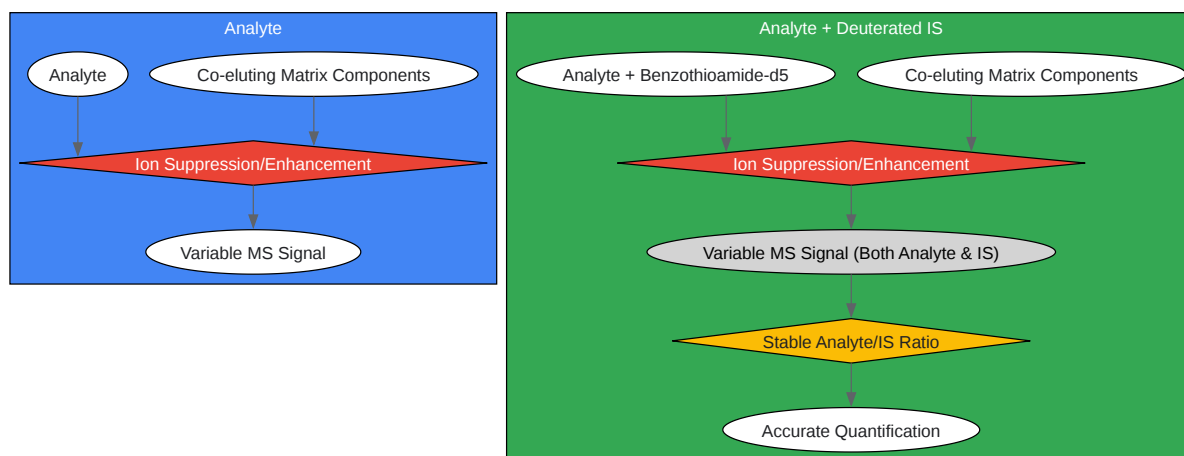 Analyte
Analyte
Co-eluting Matrix Components
Ion Suppression/Enhancement
Variable MS Signal
Analyte + Deuterated IS
Analyte + Benzothioamide-d5
Co-eluting Matrix Components
Ion Suppression/Enhancement
Variable MS Signal (Both Analyte & IS)
Stable Analyte/IS Ratio
Accurate Quantification